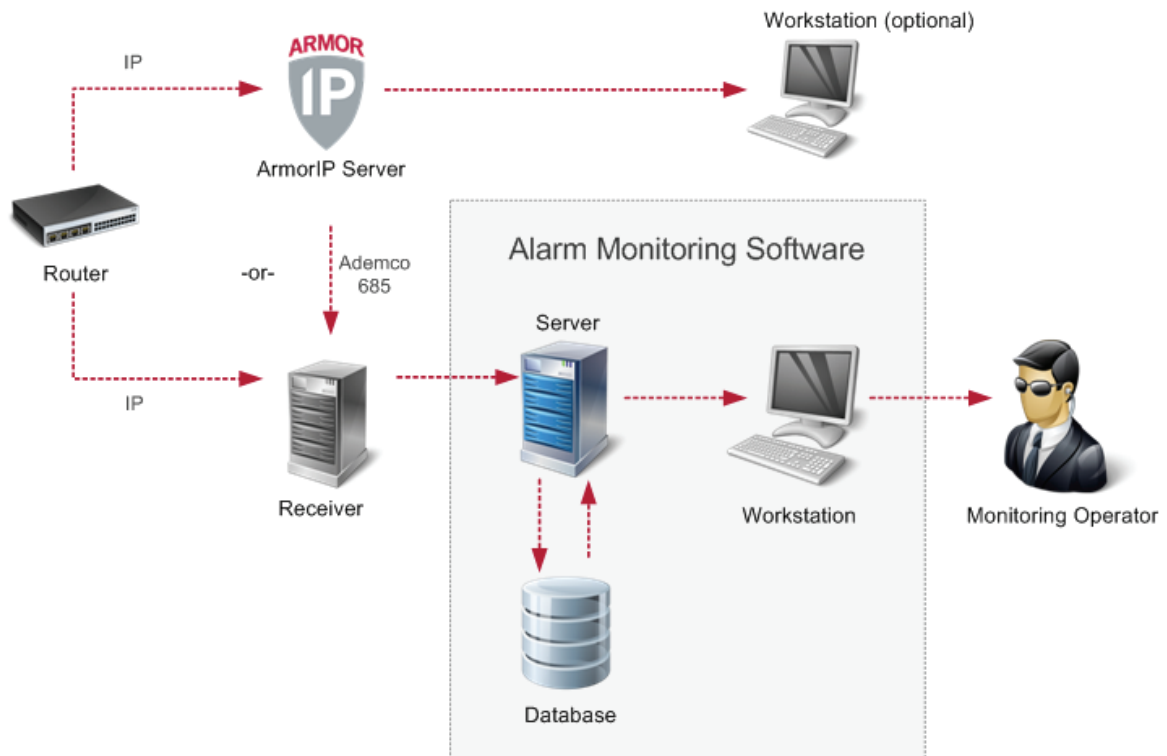 Workstation (optional)
IP
ARMOR
IP
ArmorIP Server
Router
-or-
Ademco
685
Alarm Monitoring Software
Server
IP
Receiver
Workstation
Monitoring Operator
Database